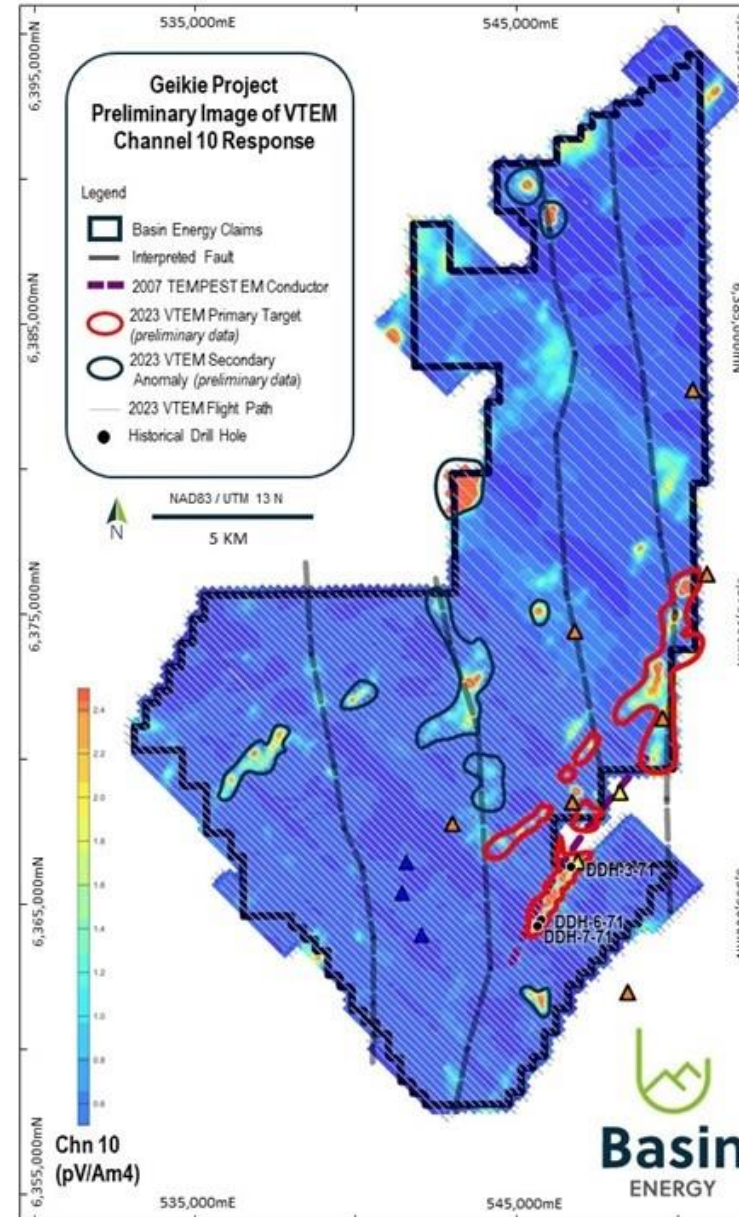 535,000mE
545,000mE
6,395,000mN
Geikie Project
Preliminary Image of VTEM
Channel 10 Response
Legend
Basin Energy Claims
Interpreted Fault
2007 TEMPEST EM Conductor
2023 VTEM Primary Target
(preliminary data)
2023 VTEM Secondary
Anomaly (preliminary data)
2023 VTEM Flight Path
Historical Drill Hole
6,385,000mN
NAD83 / UTM 13 N
N
5 KM
6,375,000mN
2.4
2.0
1.8
1.4
1.2
1.0
0.8
0.6
DDH-3-71
DDH-6-71
DDH-7-71
6,365,000mN
Chn 10
(pV/Am4)
6,355,000mN
Basin
ENERGY
535,000mE
545,000mE